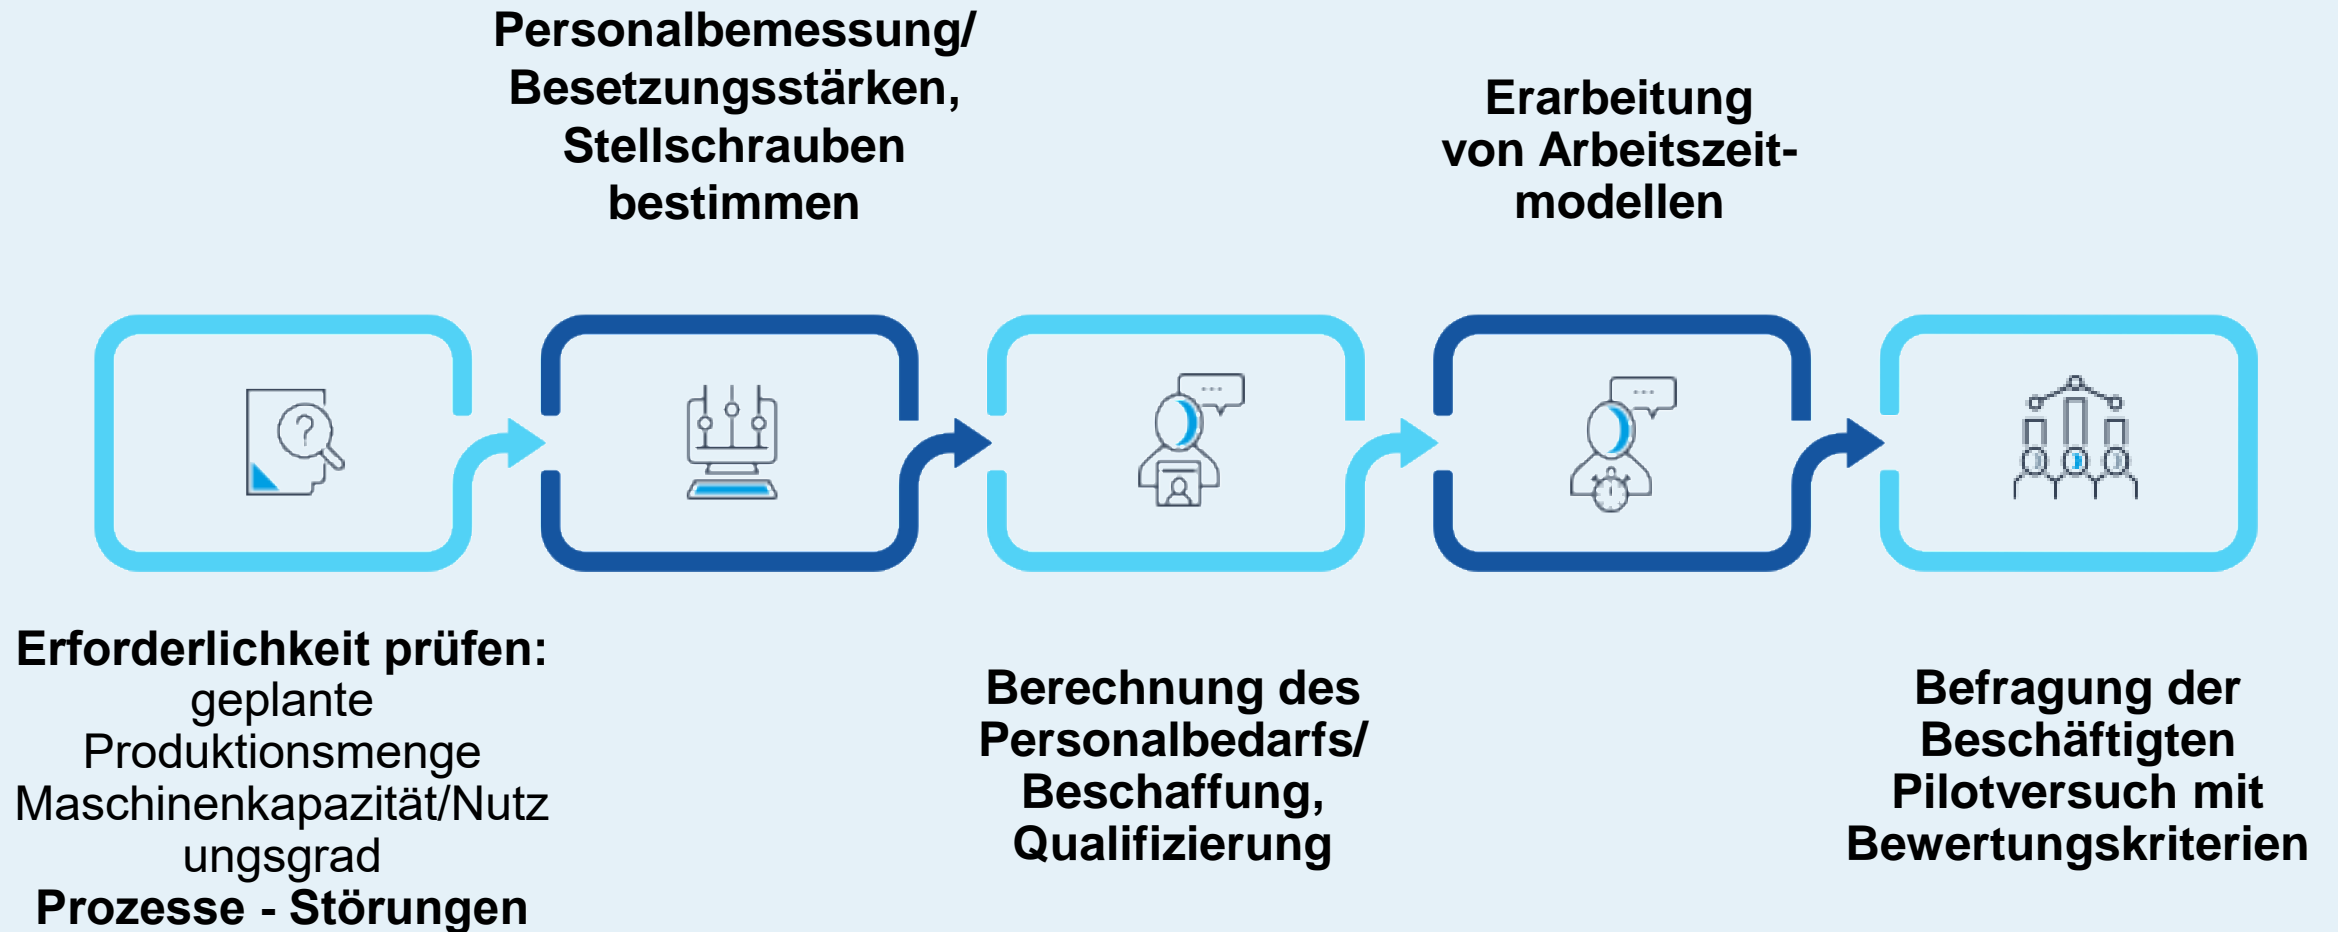 Personalbemessung/
Besetzungsstärken,
Stellschrauben
bestimmen
Erarbeitung
von Arbeitszeit-
modellen
?
...
...
Erforderlichkeit prüfen:
geplante
Produktionsmenge
Maschinenkapazität/Nutz
ungsgrad
Prozesse - Störungen
Berechnung des
Personalbedarfs/
Beschaffung,
Qualifizierung
Befragung der
Beschäftigten
Pilotversuch mit
Bewertungskriterien